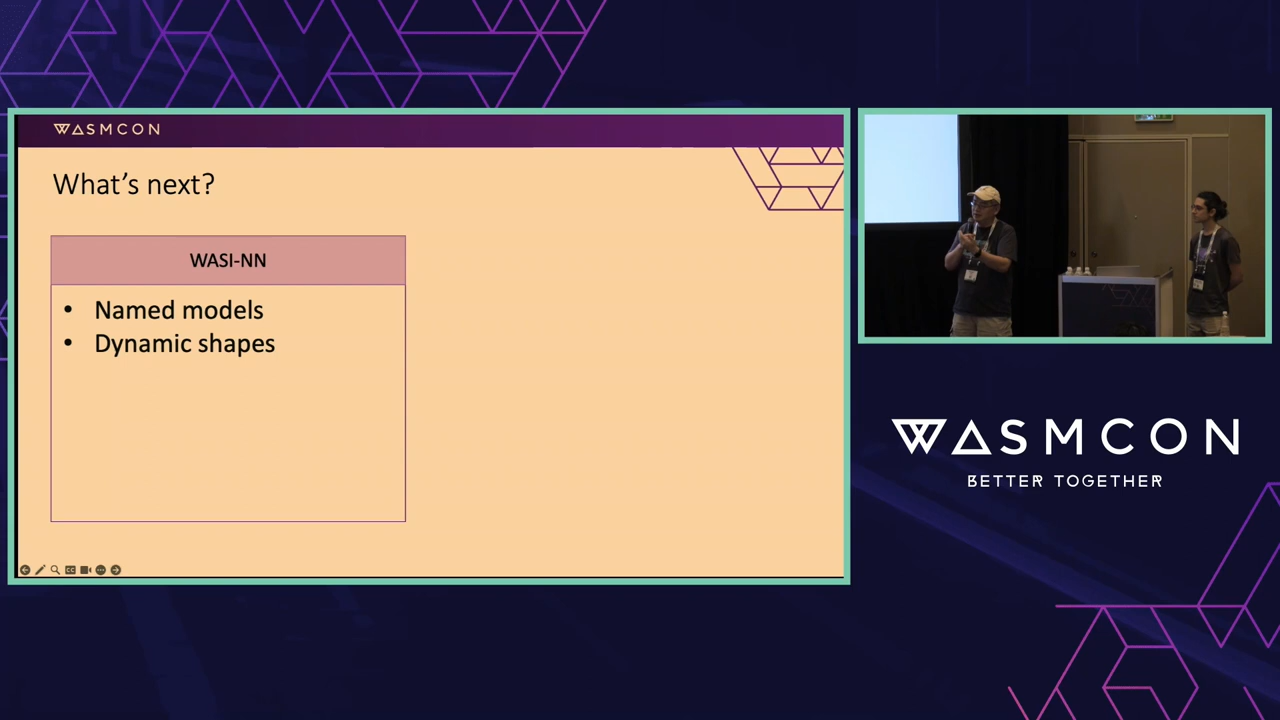 WASMCON
What's next?
WASI-NN
• Named models
• Dynamic shapes
WASMCON
BETTER TOGETHER